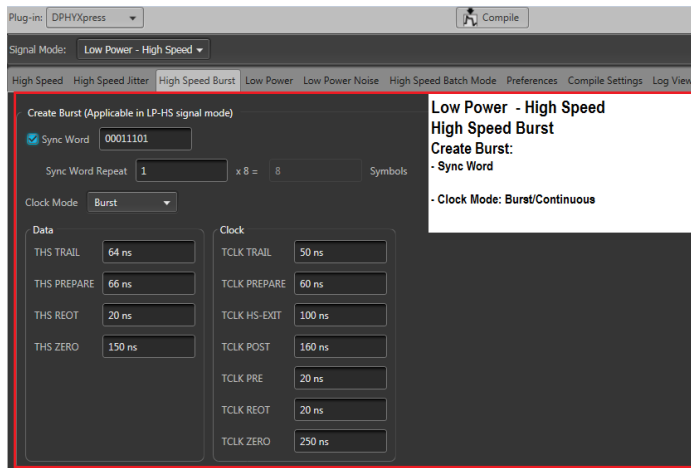 Plug-in: DPHYXpress Compile
Signal Mode: Low Power - High Speed
High Speed High Speed Jitter High Speed Burst Low Power Low Power Noise High Speed Batch Mode Preferences Compile Settings Log View
Create Burst (Applicable in LP-HS signal mode)
Sync Word 00011101
Sync Word Repeat 1 x 8 = 8 Symbols
Clock Mode Burst
Data
THS TRAIL 64 ns
THS PREPARE 66 ns
THS REOT 20 ns
THS ZERO 150 ns
Clock
TCLK TRAIL 50 ns
TCLK PREPARE 60 ns
TCLK HS-EXIT 100 ns
TCLK POST 160 ns
TCLK PRE 20 ns
TCLK REOT 20 ns
TCLK ZERO 250 ns
Low Power - High Speed
High Speed Burst
Create Burst:
- Sync Word
- Clock Mode: Burst/Continuous